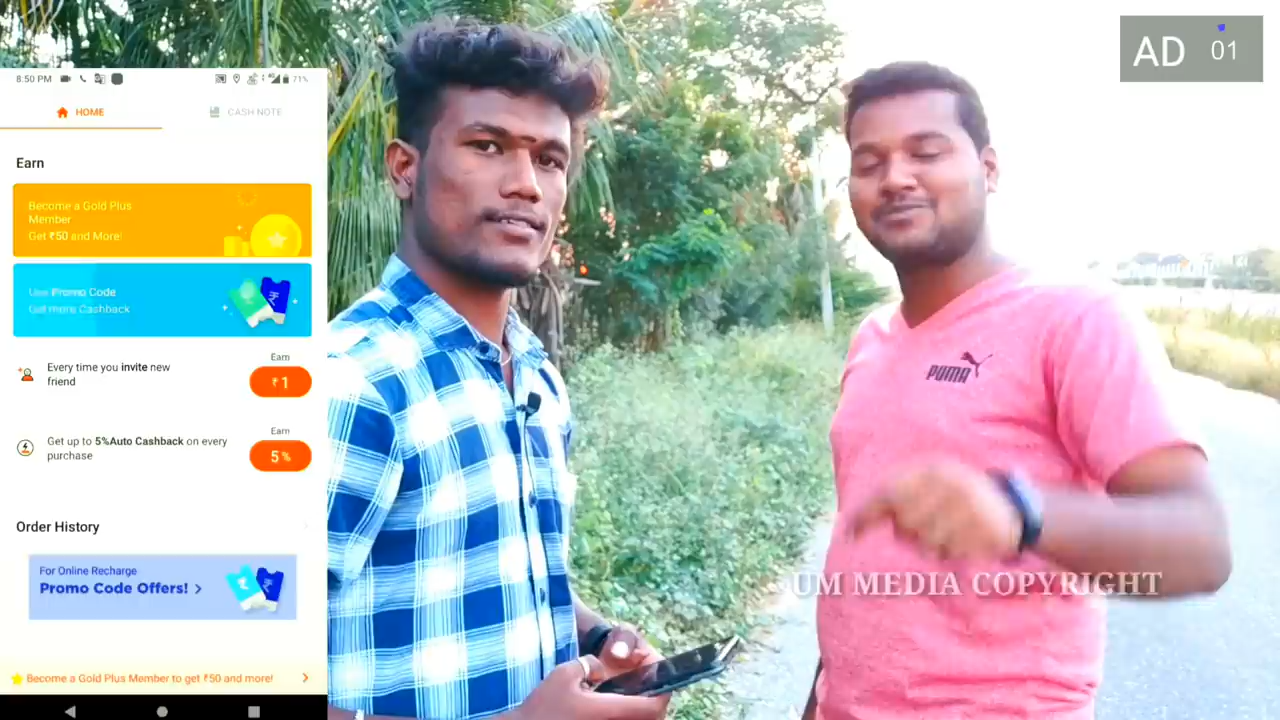 8:50 PM
71%
HOME
CASH NOTE
Earn
Become a Gold Plus
Member
Get ₹50 and More!
Use Promo Code
Get more Cashback
Every time you invite new
friend
Earn
₹ 1
Get up to 5%Auto Cashback on every
purchase
Earn
5 %
Order History
For Online Recharge
Promo Code Offers! >
Become a Gold Plus Member to get ₹50 and more! >
AD 01
PUMA
UM MEDIA COPYRIGHT